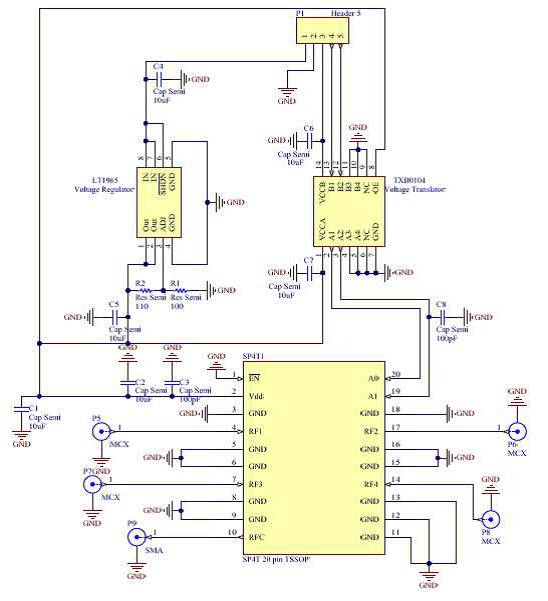 P1
Header 5
1 2 3 4 5
C4
GND
Cap Semi
10uF
GND
C6
GND
Cap Semi
10uF
GND
8 7 6 5
IN IN SHDN GND
LT1965
Voltage Regulator
Out Out ADJ GND
1 2 3 4
GND
14 13 12 11 10 9 8
VCCB B1 B2 B3 B4 NC OE
TXB0104
Voltage Translator
VCCA A1 A2 A3 A4 NC GND
1 2 3 4 5 6 7
GND
C7
GND
Cap Semi
10uF
R2
Res Semi
110
R1
Res Semi
100
GND
C5
GND
Cap Semi
10uF
C8
GND
Cap Semi
100pF
GND
GND
C2
Cap Semi
10uF
C3
Cap Semi
100pF
C1
Cap Semi
10uF
GND
GND
SP4T1
1 EN
2 Vdd
GND 3 GND
4 RF1
5 GND
GND
6 GND
7 RF3
8 GND
GND
9 GND
10 RFC
A0 20
A1 19
GND 18 GND
RF2 17
GND 16
GND
GND 15
RF4 14
GND 13
GND 12
GND 11
SP4T 20 pin TSSOP
GND
P5
1
MCX
GND
P7
1
MCX
GND
P9
1
SMA
GND
GND
1
P6
MCX
GND
1
P8
MCX